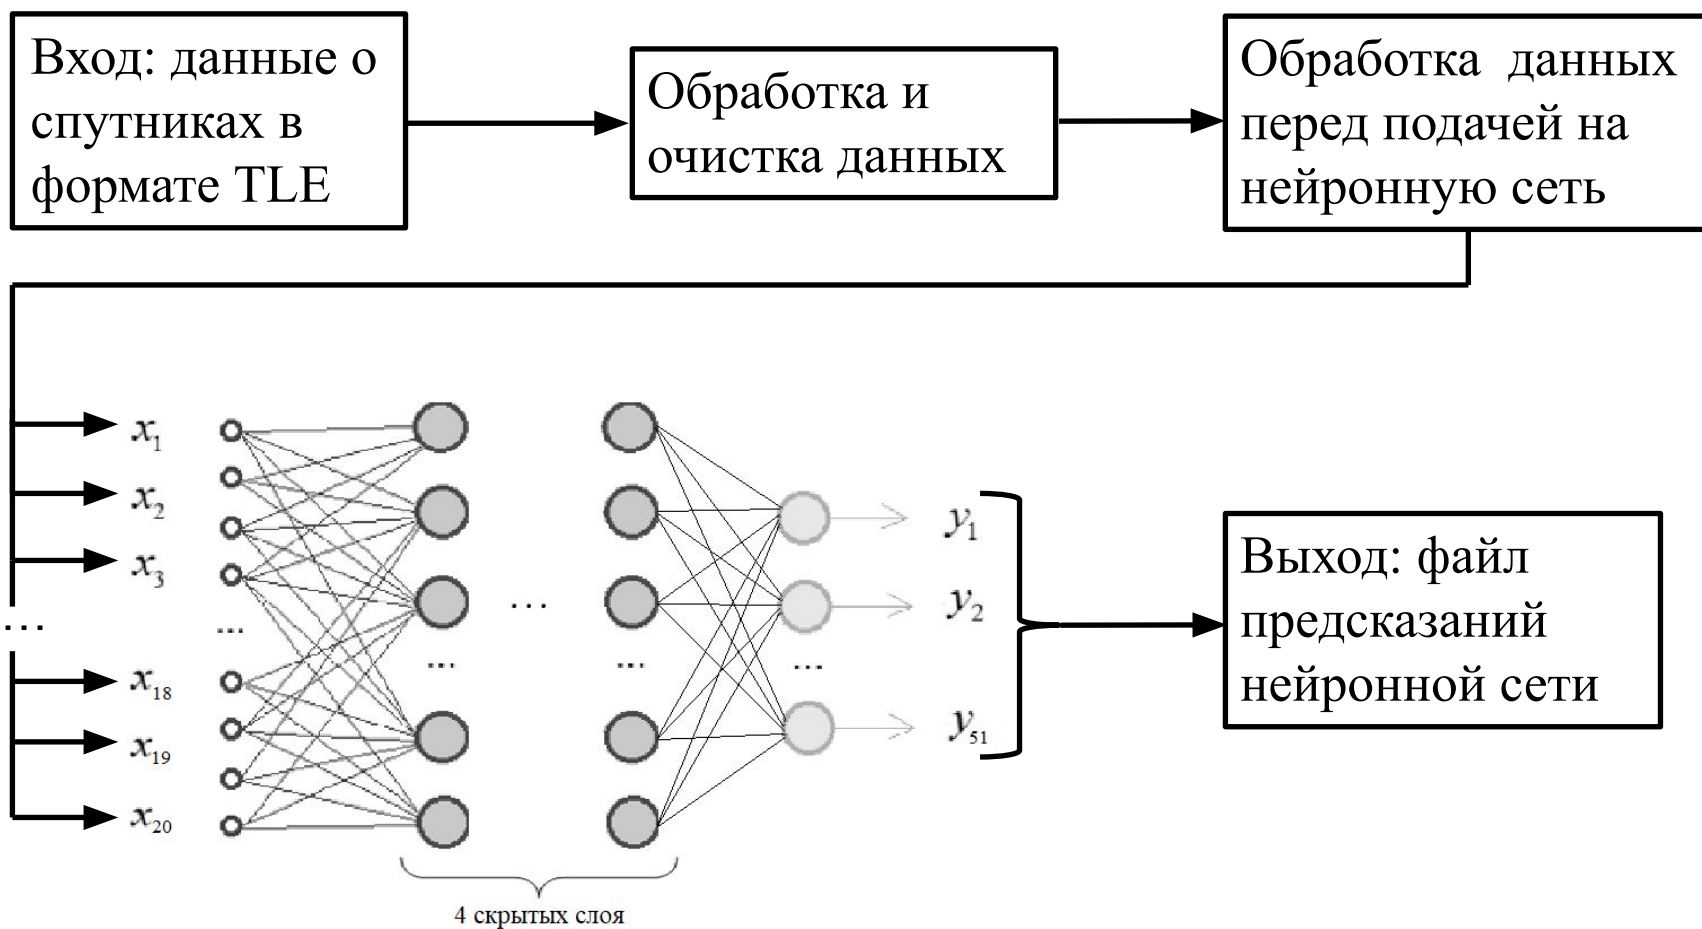 Вход: данные о
спутниках в
формате TLE
Обработка и
очистка данных
Обработка данных
перед подачей на
нейронную сеть
x1
x2
x3
...
x18
x19
x20
...
...
...
...
...
y1
y2
y51
4 скрытых слоя
Выход: файл
предсказаний
нейронной сети